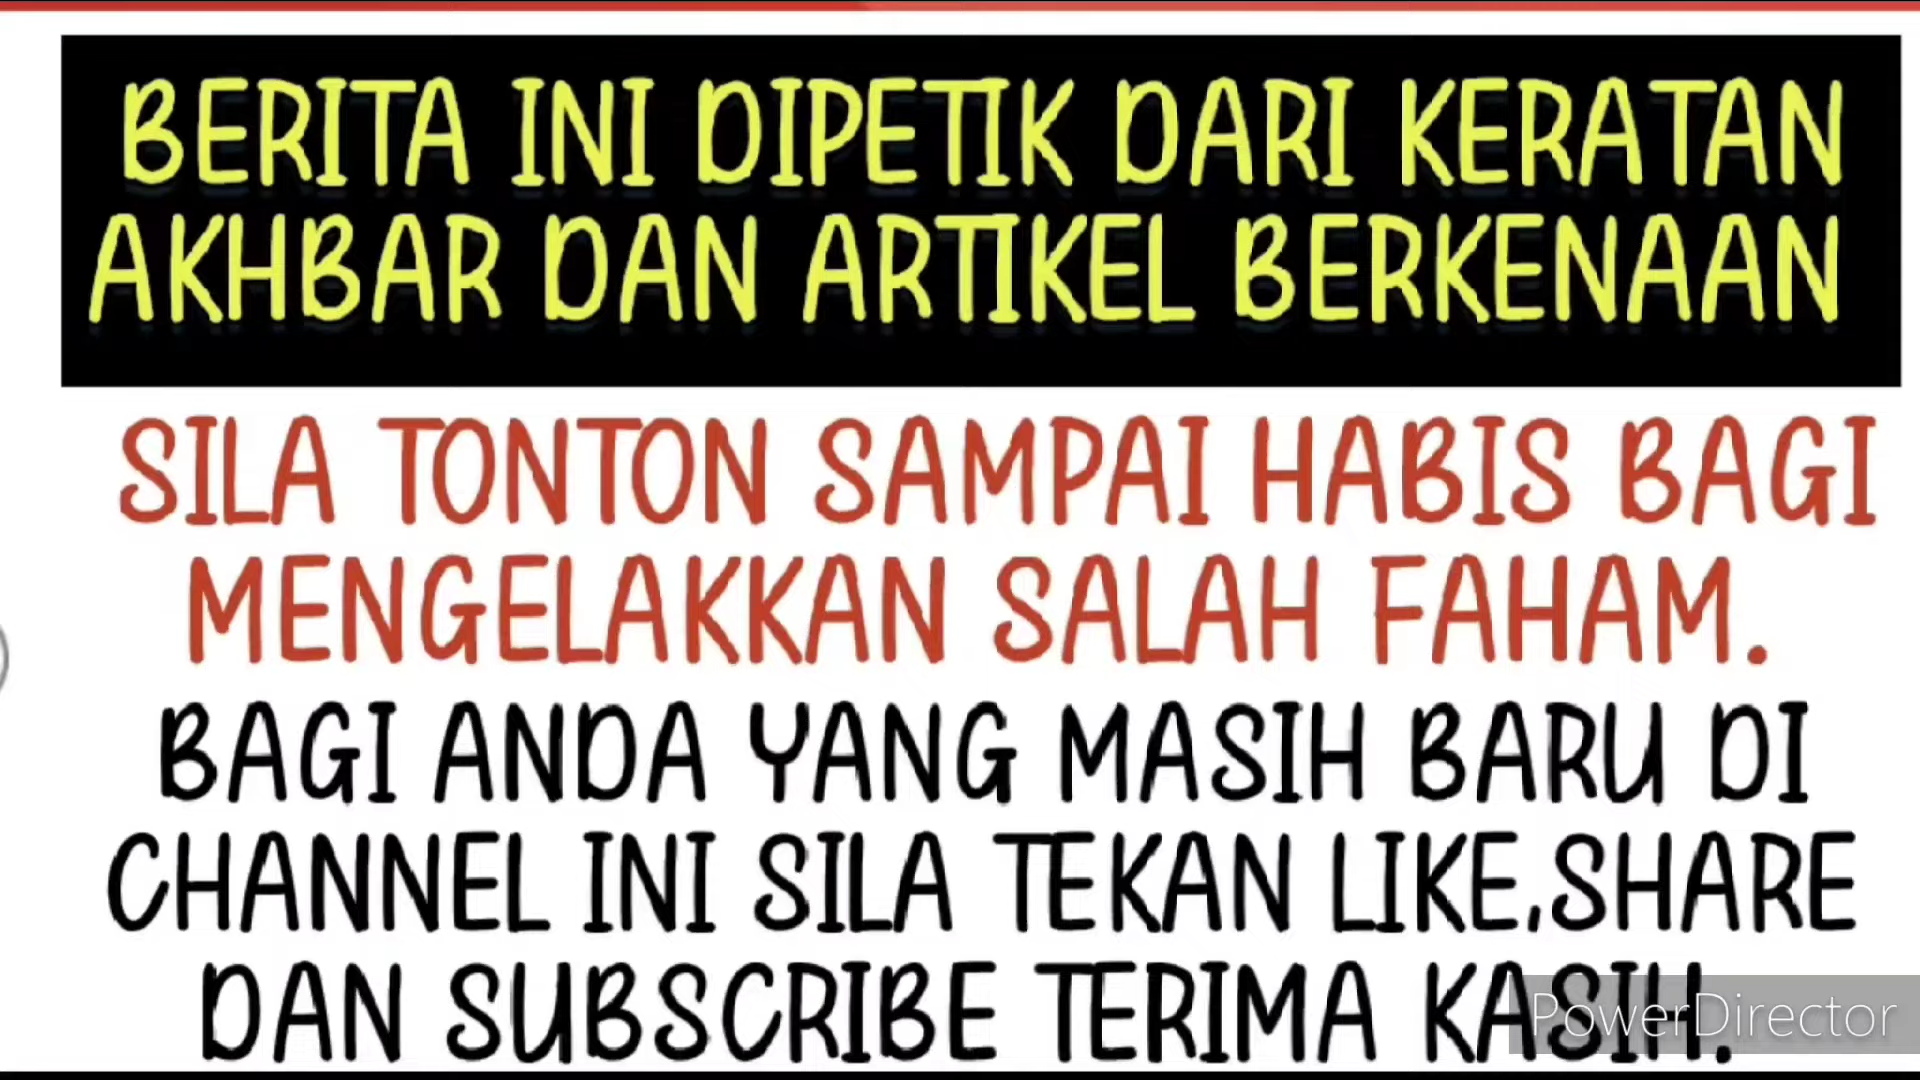 BERITA INI DIPETIK DARI KERATAN
AKHBAR DAN ARTIKEL BERKENAAN
SILA TONTON SAMPAI HABIS BAGI
MENGELAKKAN SALAH FAHAM.
BAGI ANDA YANG MASIH BARU DI
CHANNEL INI SILA TEKAN LIKE,SHARE
DAN SUBSCRIBE TERIMA KASIH.
PowerDirector